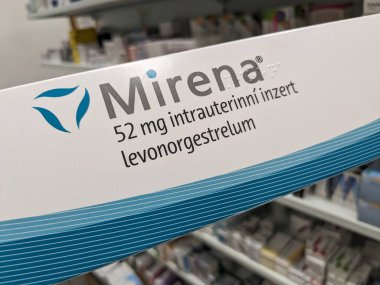 Mirena®
52 mg intrauterinní inzert
levonorgestrelum